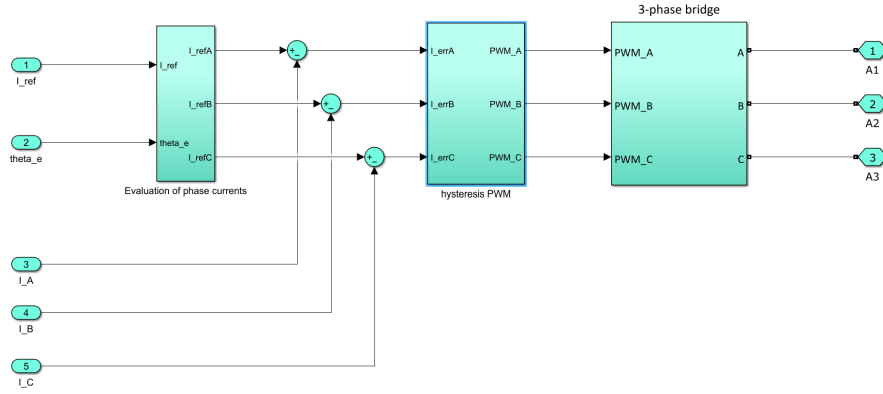 3-phase bridge
1
I_ref
2
theta_e
3
I_A
4
I_B
5
I_C
I_ref
theta_e
I_refA
I_refB
I_refC
Evaluation of phase currents
+_
+_
+_
I_errA
I_errB
I_errC
PWM_A
PWM_B
PWM_C
hysteresis PWM
PWM_A
PWM_B
PWM_C
A
B
C
1
A1
2
A2
3
A3